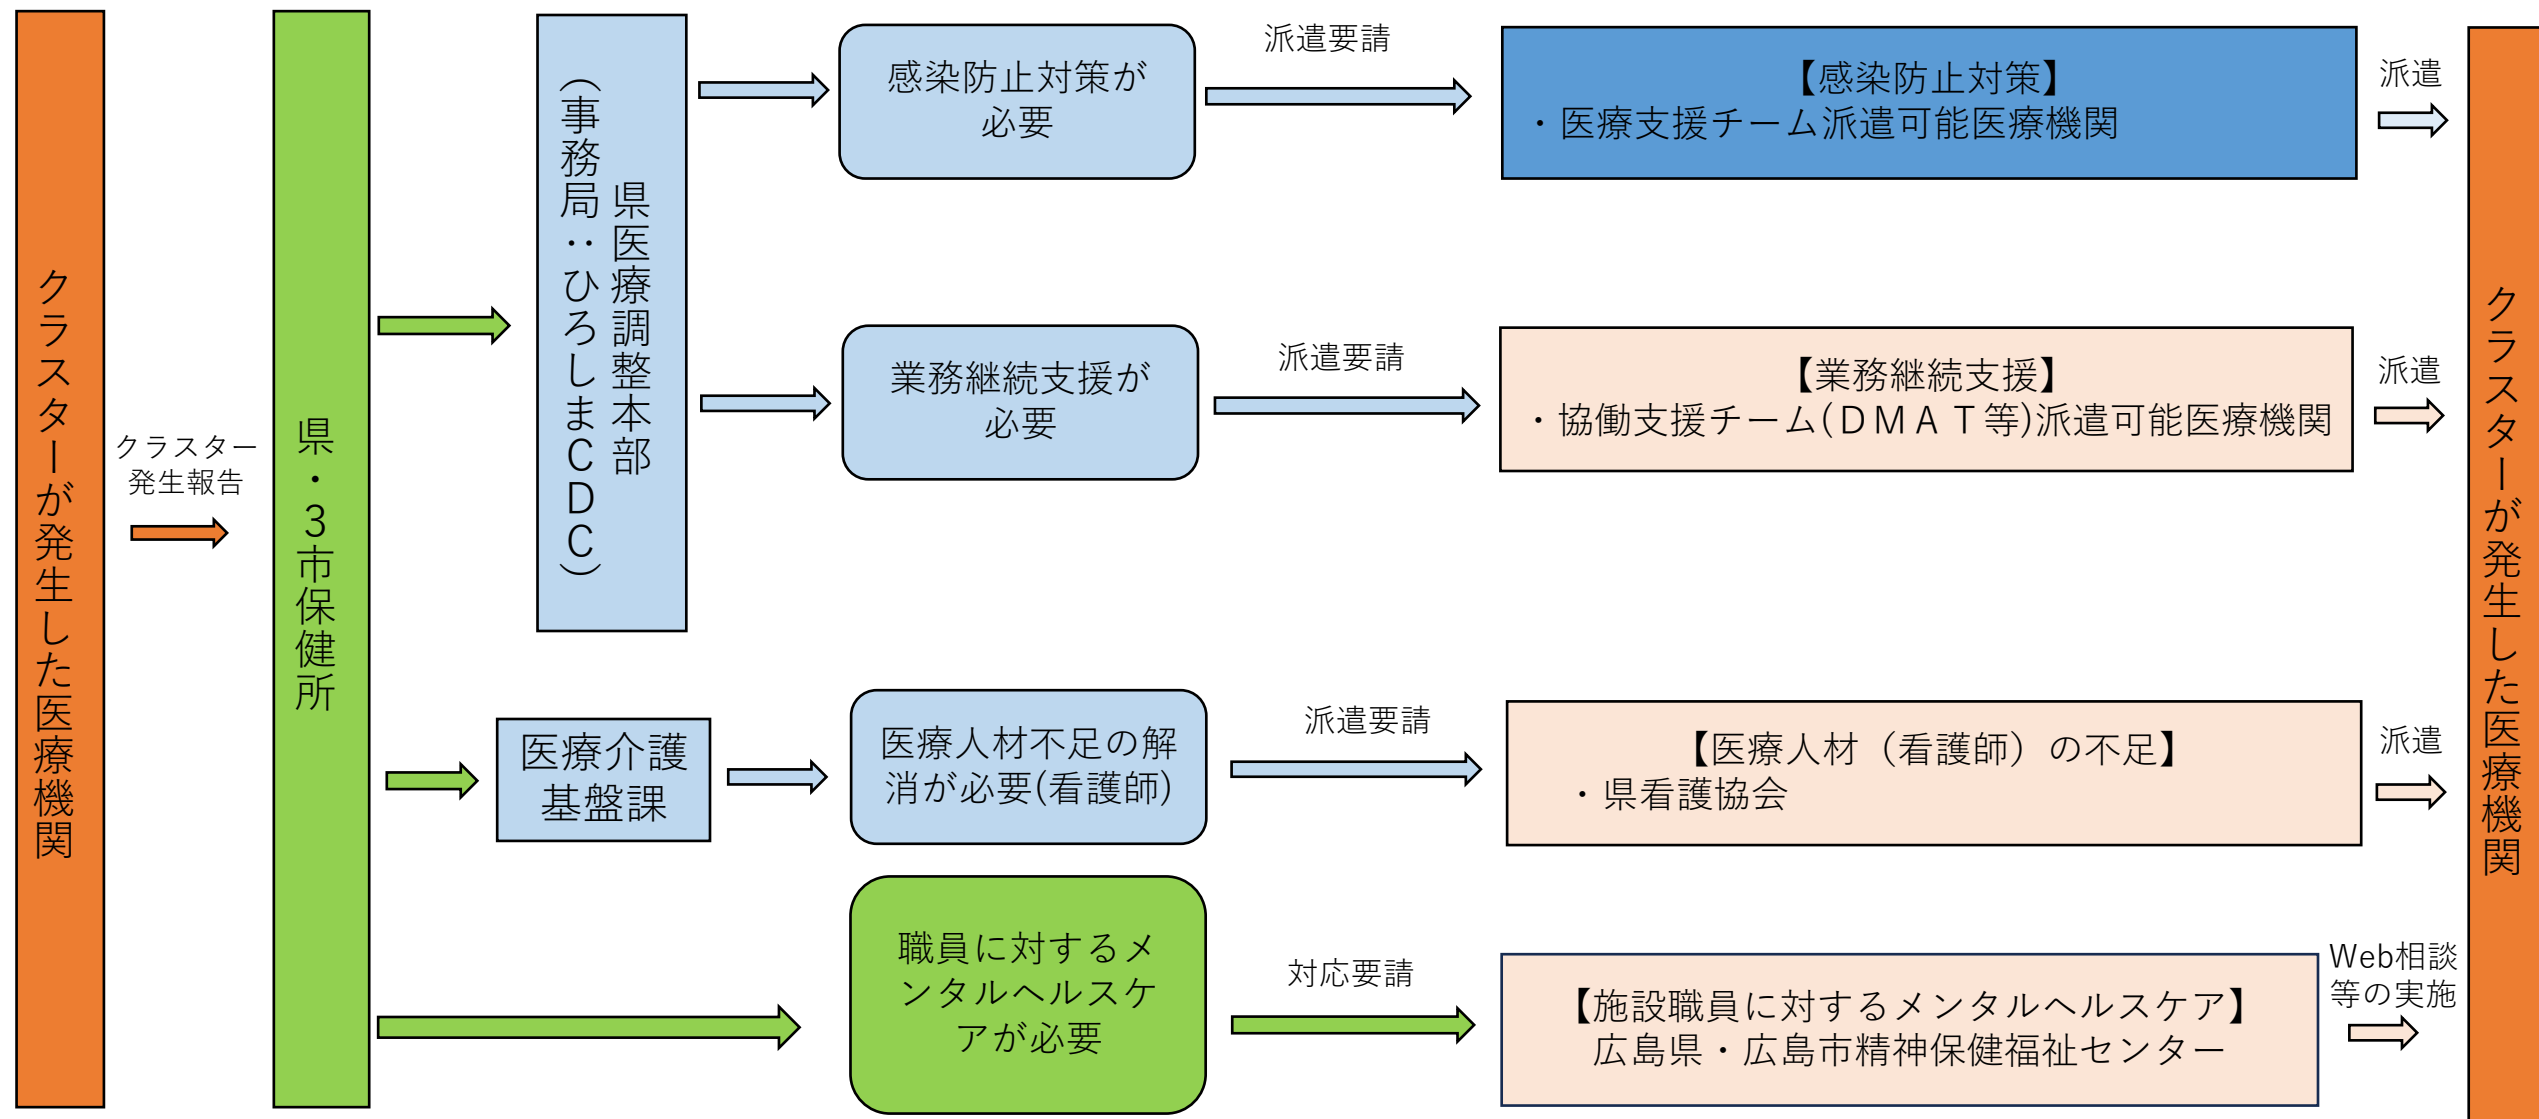 クラスターが発生した医療機関
クラスター
発生報告
県・3市保健所
県医療調整本部
（事務局：ひろしまCDC）
感染防止対策が
必要
派遣要請
【感染防止対策】
・医療支援チーム派遣可能医療機関
派遣
業務継続支援が
必要
派遣要請
【業務継続支援】
・協働支援チーム(ＤＭＡＴ等)派遣可能医療機関
派遣
医療介護
基盤課
医療人材不足の解
消が必要(看護師)
派遣要請
【医療人材（看護師）の不足】
・県看護協会
派遣
職員に対するメ
ンタルヘルスケ
アが必要
対応要請
【施設職員に対するメンタルヘルスケア】
広島県・広島市精神保健福祉センター
Web相談
等の実施
クラスターが発生した医療機関